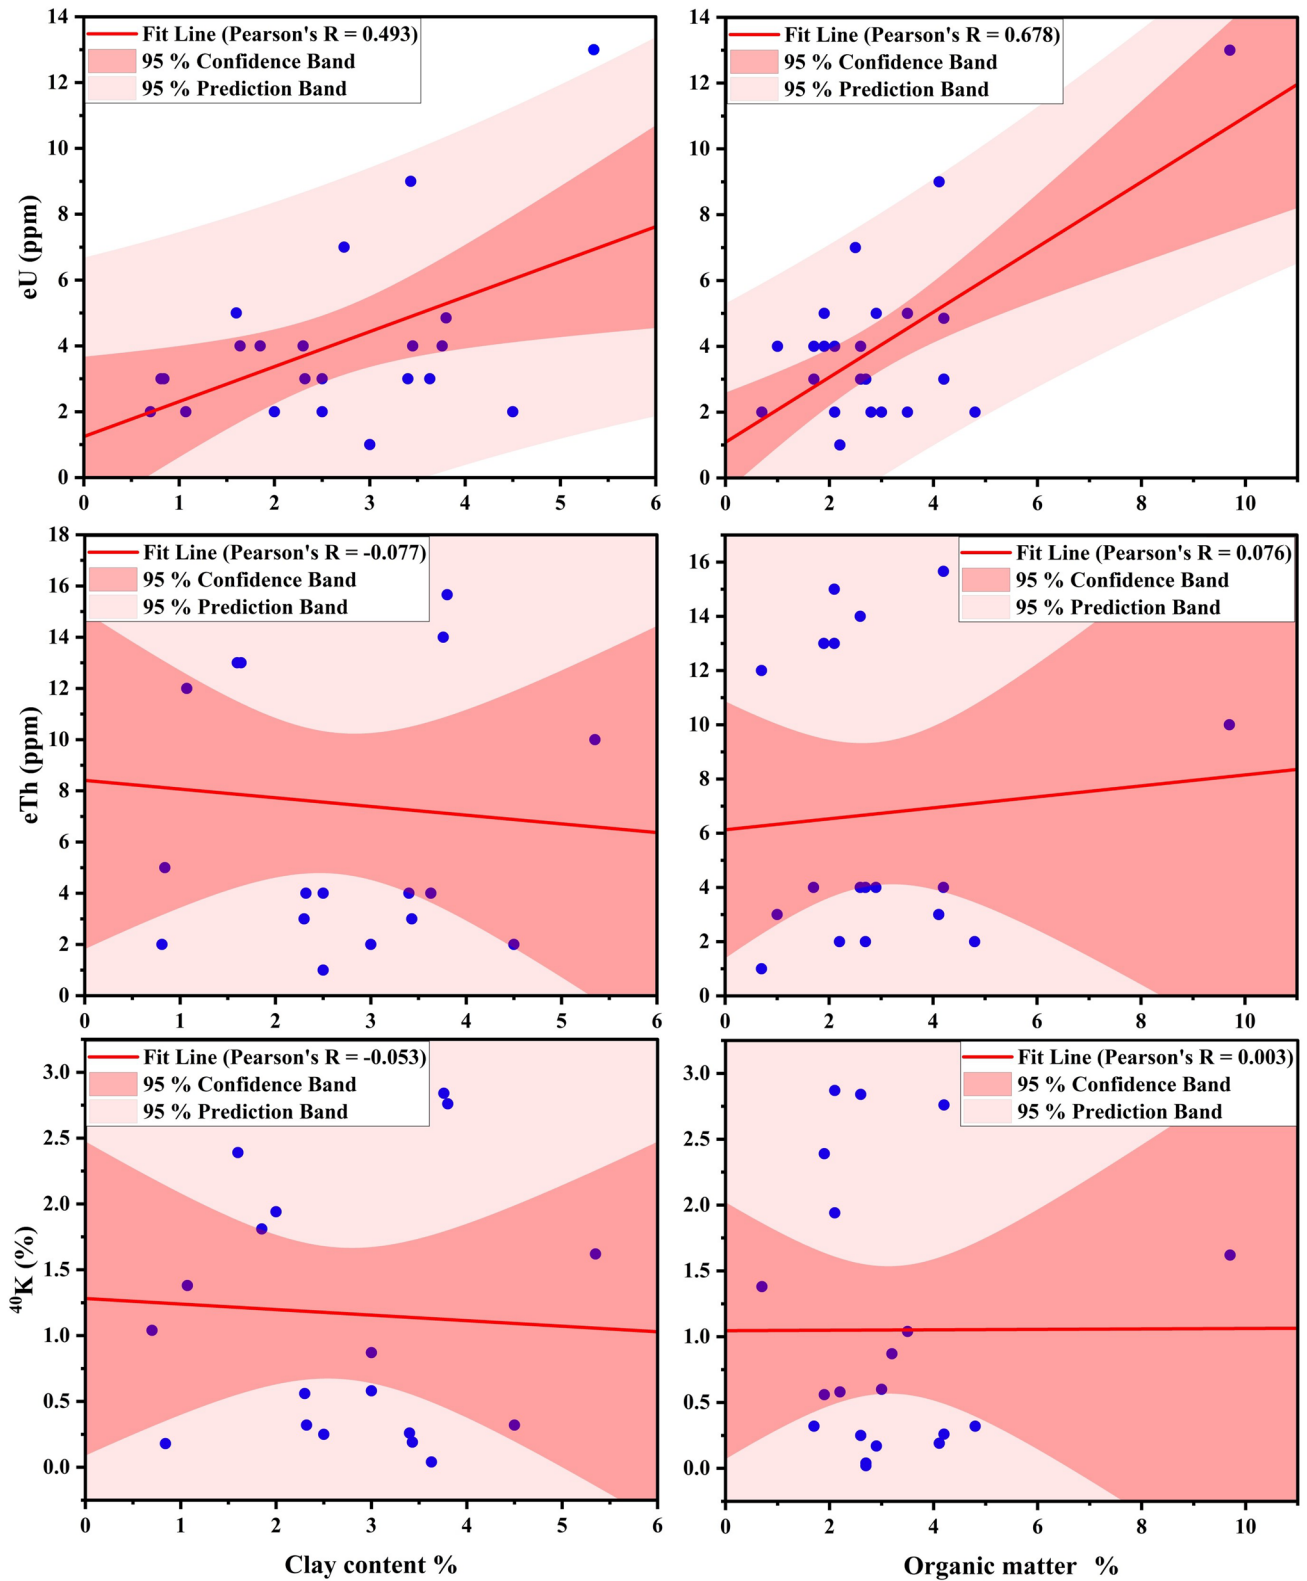 14
Fit Line (Pearson's R = 0.493)
95 % Confidence Band
95 % Prediction Band
12
10
8
6
4
2
0
eU (ppm)
0 1 2 3 4 5 6
14
Fit Line (Pearson's R = 0.678)
95 % Confidence Band
95 % Prediction Band
12
10
8
6
4
2
0
0 2 4 6 8 10
18
Fit Line (Pearson's R = -0.077)
95 % Confidence Band
95 % Prediction Band
16
14
12
10
8
6
4
2
0
eTh (ppm)
0 1 2 3 4 5 6
16
Fit Line (Pearson's R = 0.076)
95 % Confidence Band
95 % Prediction Band
14
12
10
8
6
4
2
0
0 2 4 6 8 10
Fit Line (Pearson's R = -0.053)
95 % Confidence Band
95 % Prediction Band
3.0
2.5
2.0
1.5
1.0
0.5
0.0
⁴⁰K (%)
0 1 2 3 4 5 6
Clay content %
Fit Line (Pearson's R = 0.003)
95 % Confidence Band
95 % Prediction Band
3.0
2.5
2.0
1.5
1.0
0.5
0.0
0 2 4 6 8 10
Organic matter %